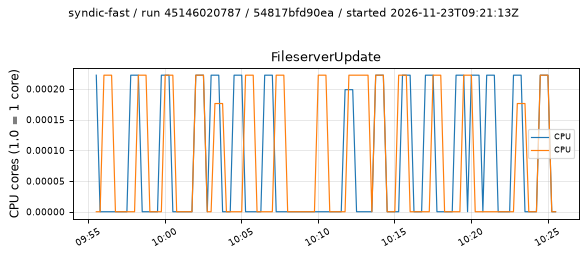 syndic-fast / run 45146020787 / 54817bfd90ea / started 2026-11-23T09:21:13Z
FileserverUpdate
CPU cores (1.0 = 1 core)
0.00020
0.00015
0.00010
0.00005
0.00000
CPU
CPU
09:55
10:00
10:05
10:10
10:15
10:20
10:25